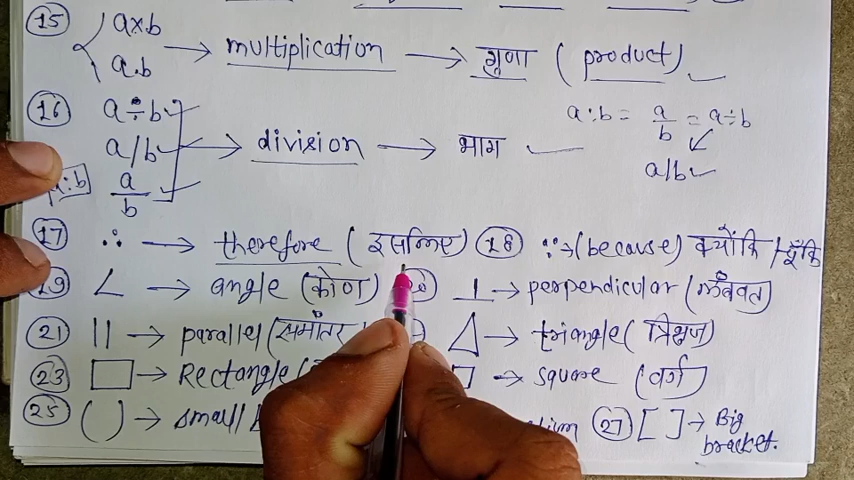 (15) a×b
a.b → multiplication → गुणा (product)
(16) a÷b
a/b → division → भाग
a/b
a:b = a/b = a÷b
a/b
a:b
(17) ∴ → therefore (इसलिए) (18) ∵→(because) क्योंकि/चूँकि
(19) ∠ → angle (कोण) ⊥→ perpendicular (लंबवत)
(21) || → parallel (समांतर △→ triangle (त्रिभुज)
(23) ▭ → Rectangle ( → square (वर्ग)
(25) ( ) → small (27) [ ] → Big
bracket.